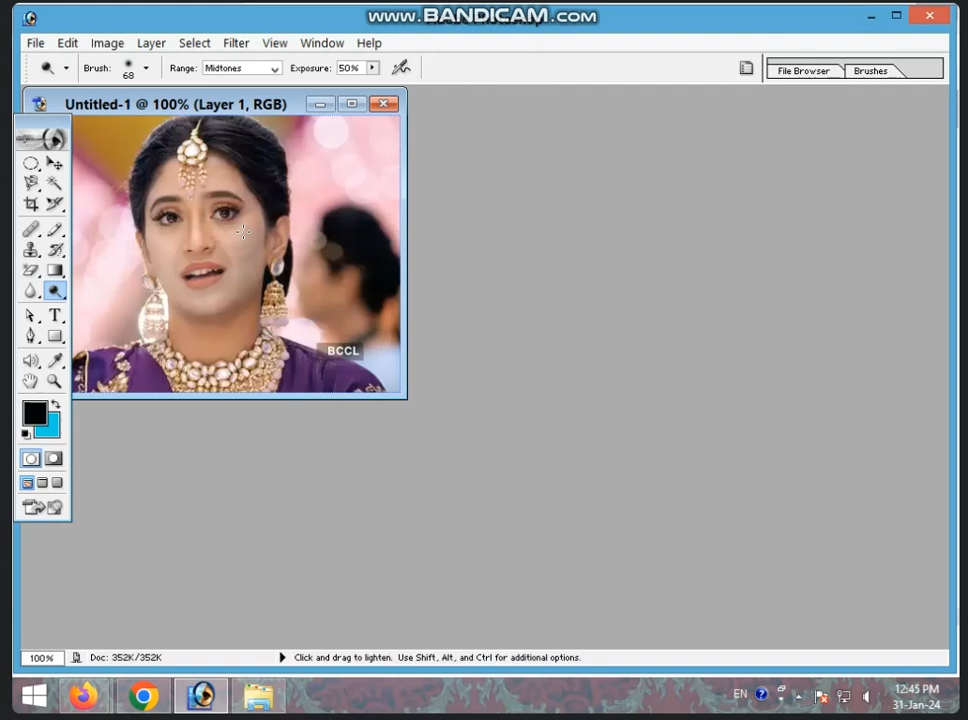 www.BANDICAM.com
File Edit Image Layer Select Filter View Window Help
Brush: 68 Range: Midtones Exposure: 50% File Browser Brushes
Untitled-1 @ 100% (Layer 1, RGB)
T
BCCL
100% Doc: 352K/352K Click and drag to lighten. Use Shift, Alt, and Ctrl for additional options.
EN 12:45 PM
31-Jan-24